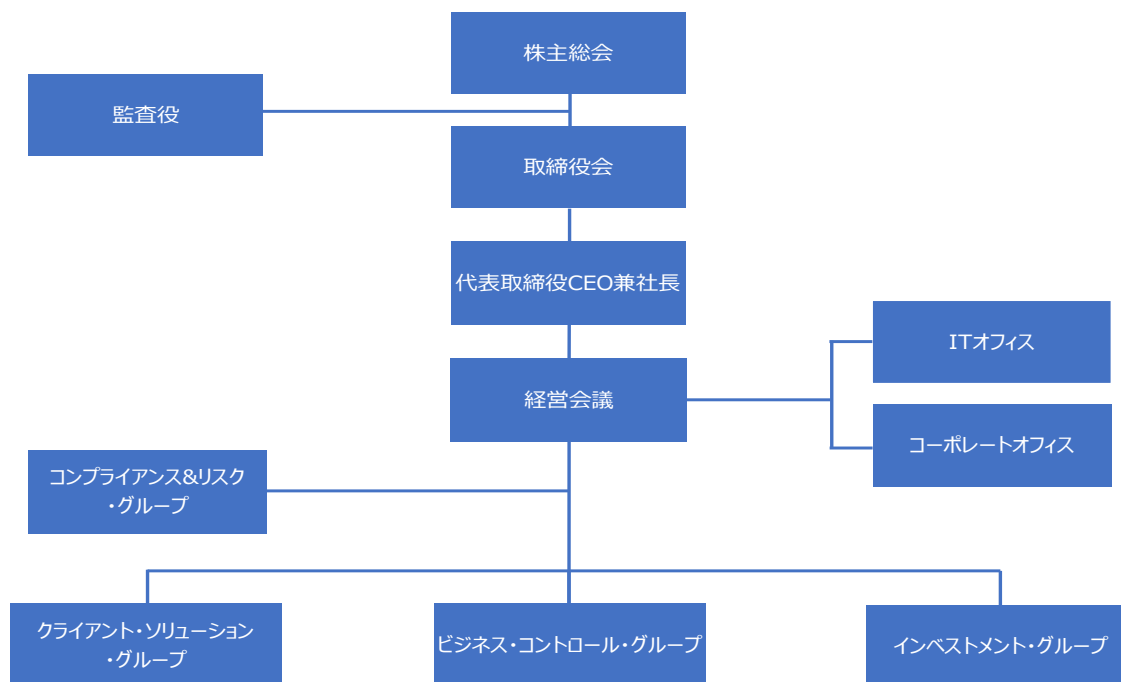 株主総会
監査役
取締役会
代表取締役CEO兼社長
ITオフィス
経営会議
コーポレートオフィス
コンプライアンス&リスク
・グループ
クライアント・ソリューション
・グループ
ビジネス・コントロール・グループ
インベストメント・グループ